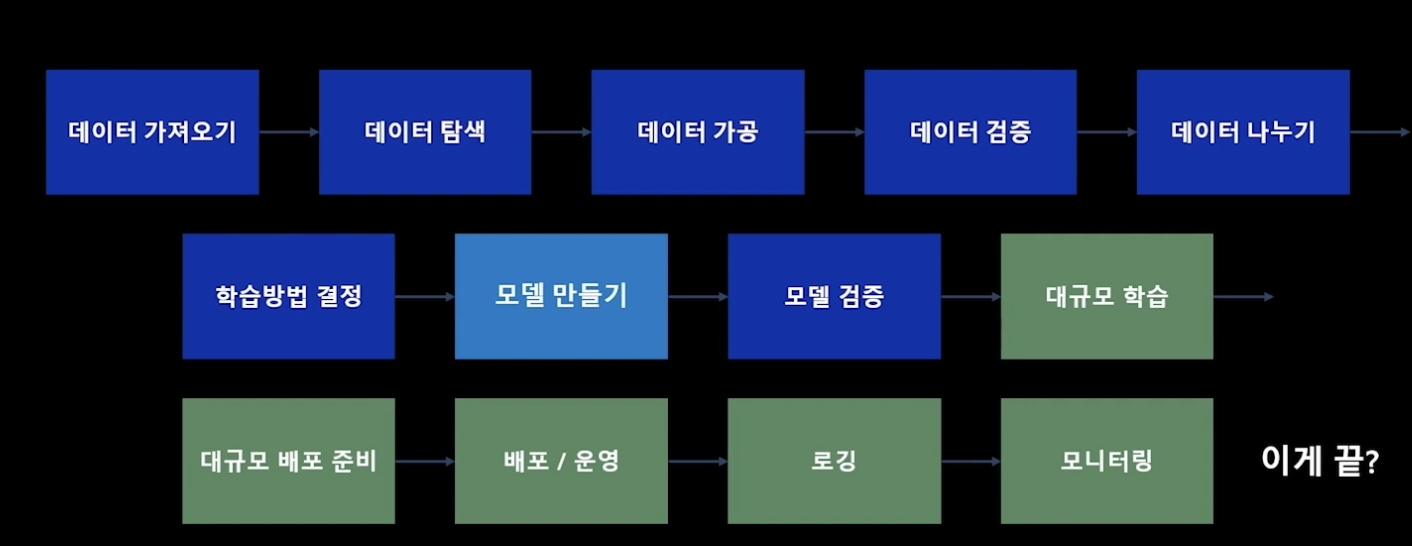 데이터 가져오기
데이터 탐색
데이터 가공
데이터 검증
데이터 나누기
학습방법 결정
모델 만들기
모델 검증
대규모 학습
대규모 배포 준비
배포 / 운영
로깅
모니터링
이게 끝?